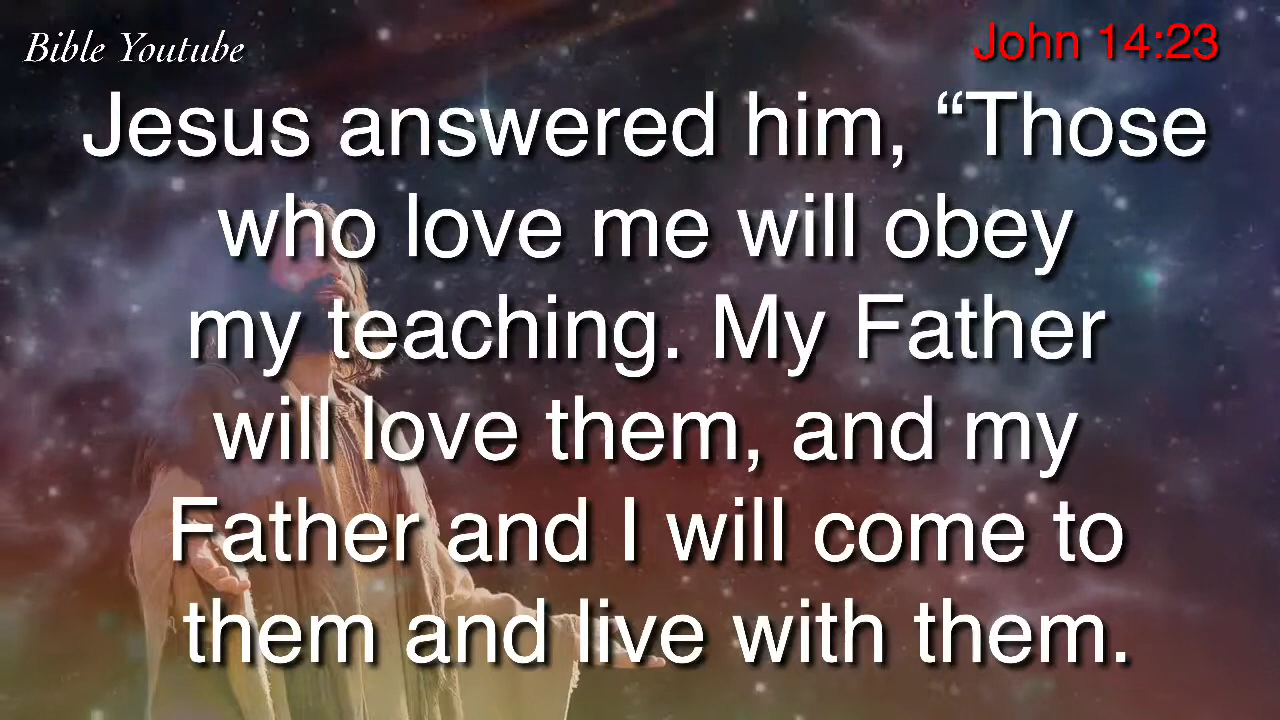 Bible Youtube
John 14:23
Jesus answered him, “Those
who love me will obey
my teaching. My Father
will love them, and my
Father and I will come to
them and live with them.